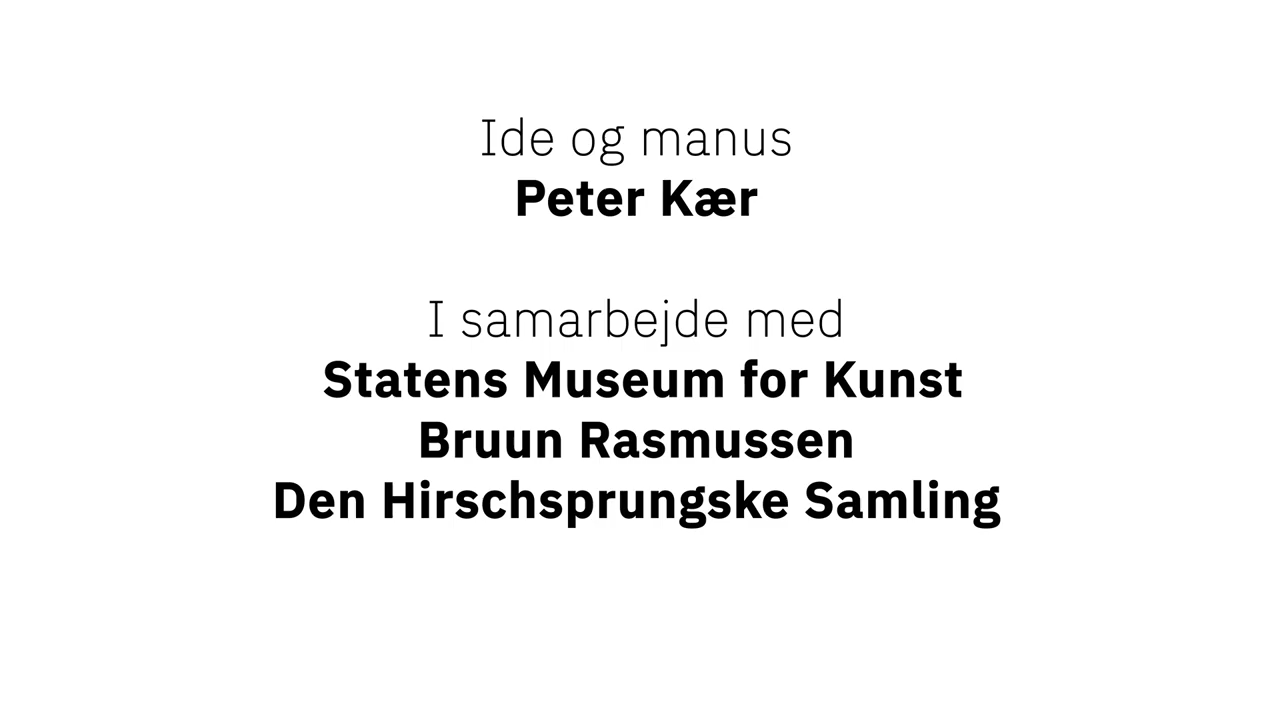 Ide og manus
Peter Kær
I samarbejde med
Statens Museum for Kunst
Bruun Rasmussen
Den Hirschsprungske Samling